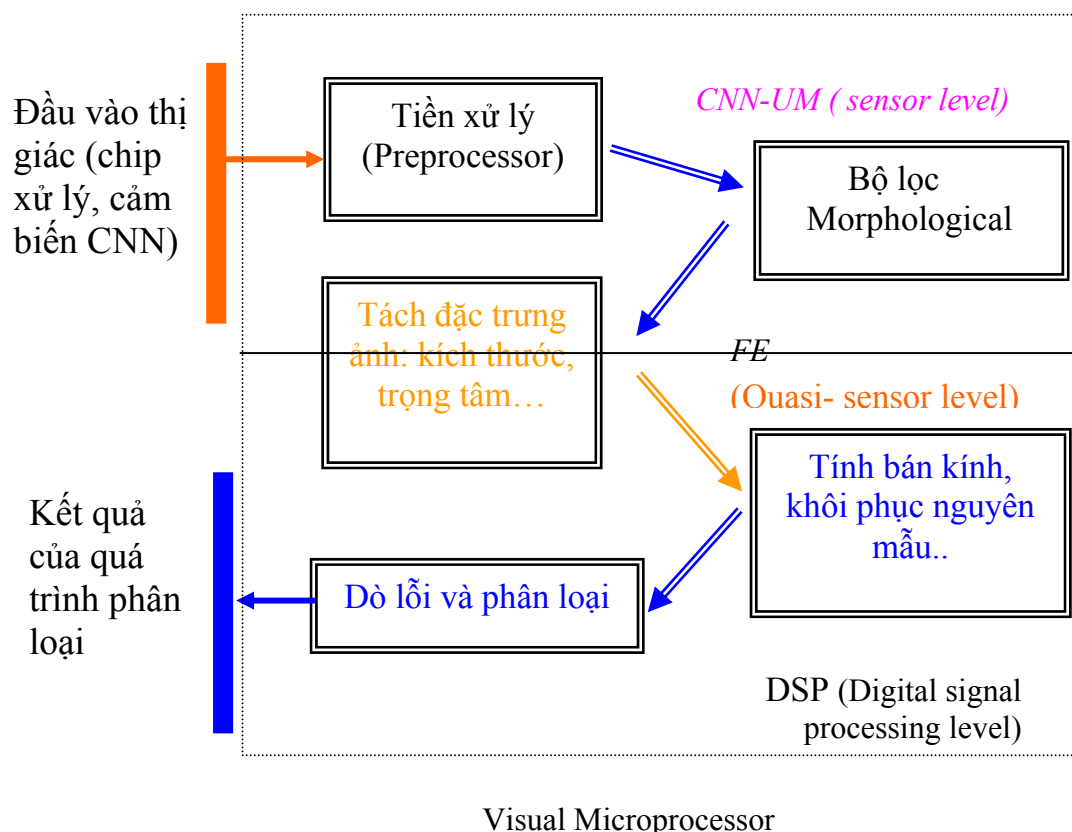 Đầu vào thị
giác (chip
xử lý, cảm
biến CNN)
Tiền xử lý
(Preprocessor)
CNN-UM ( sensor level)
Bộ lọc
Morphological
Tách đặc trưng
ảnh: kích thước,
trọng tâm…
FE
(Quasi- sensor level)
Tính bán kính,
khôi phục nguyên
mẫu..
Kết quả
của quá
trình phân
loại
Dò lỗi và phân loại
DSP (Digital signal
processing level)
Visual Microprocessor